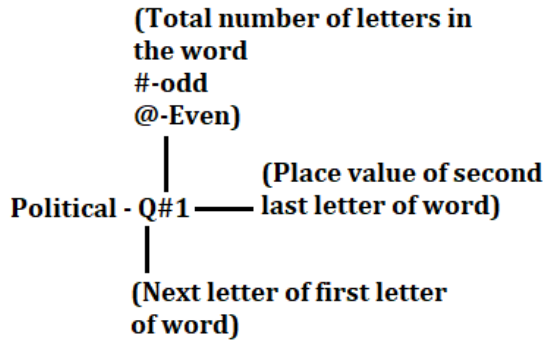 (Total number of letters in
the word
#-odd
@-Even)
(Place value of second
Political - Q#1
last letter of word)
(Next letter of first letter
of word)